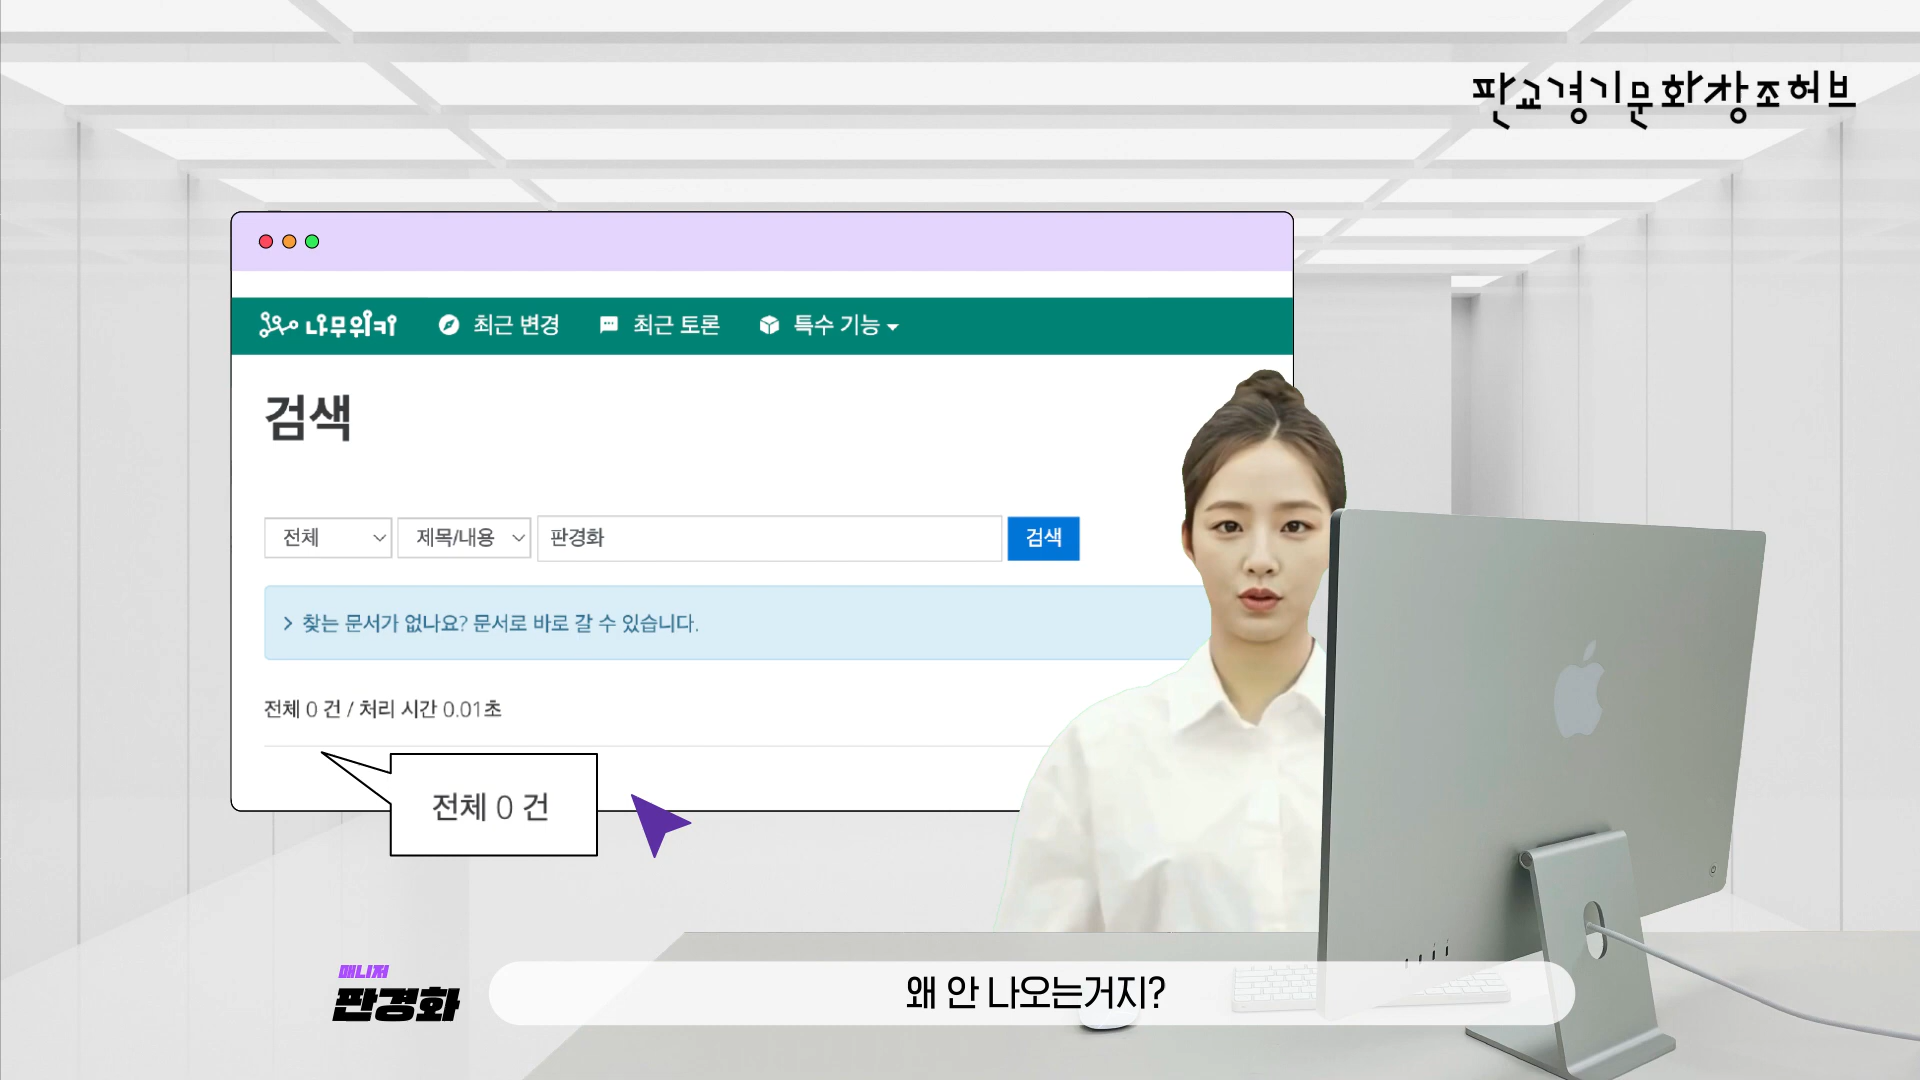 판교경기문화창조허브
나무위키 최근 변경 최근 토론 특수 기능
검색
전체 제목/내용 판경화 검색
> 찾는 문서가 없나요? 문서로 바로 갈 수 있습니다.
전체 0 건 / 처리 시간 0.01초
전체 0 건
매니저
판경화
왜 안 나오는거지?